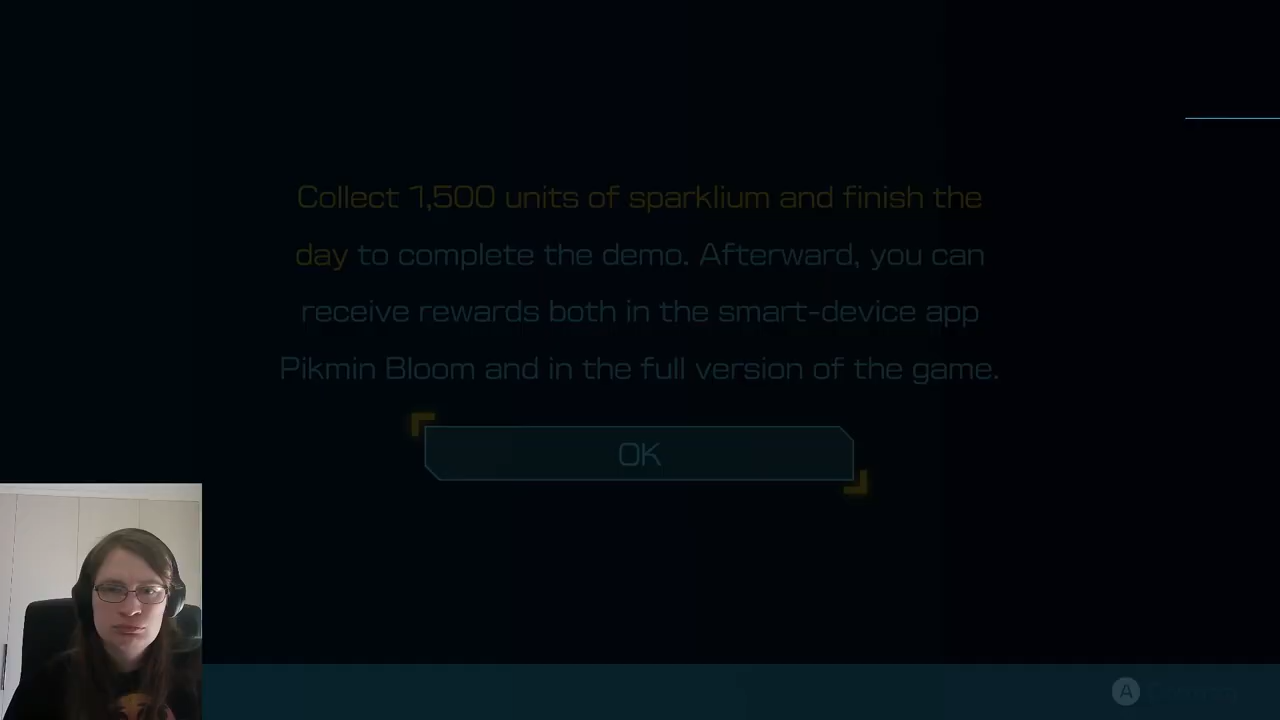 Collect 1,500 units of sparklium and finish the
day to complete the demo. Afterward, you can
receive rewards both in the smart-device app
Pikmin Bloom and in the full version of the game.
OK
A